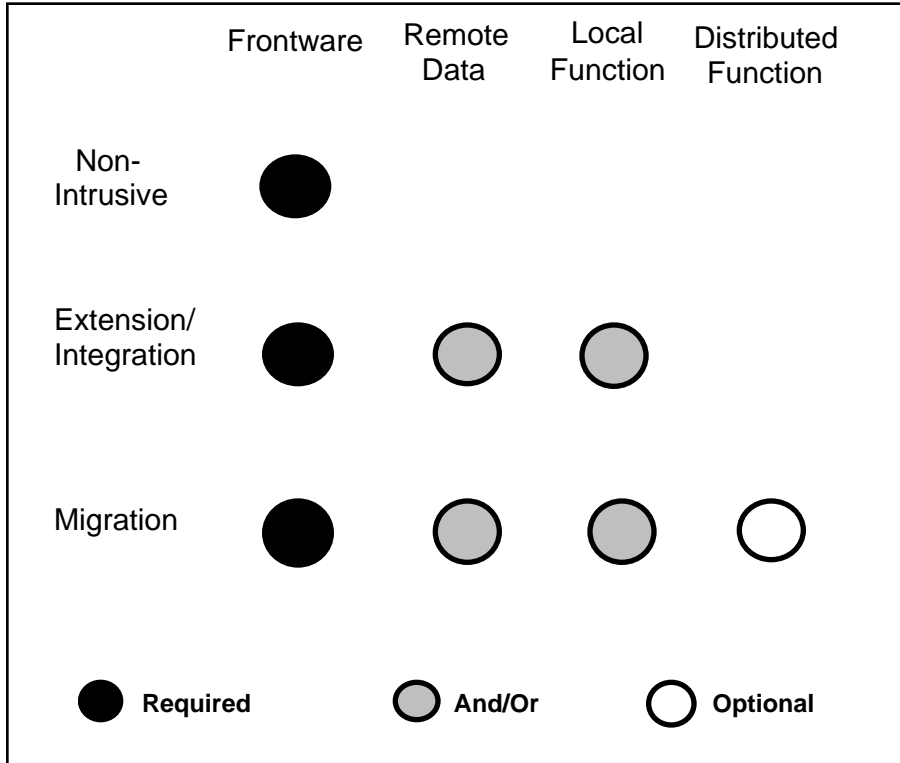 Frontware
Remote
Data
Local
Function
Distributed
Function
Non-
Intrusive
Extension/
Integration
Migration
Required
And/Or
Optional